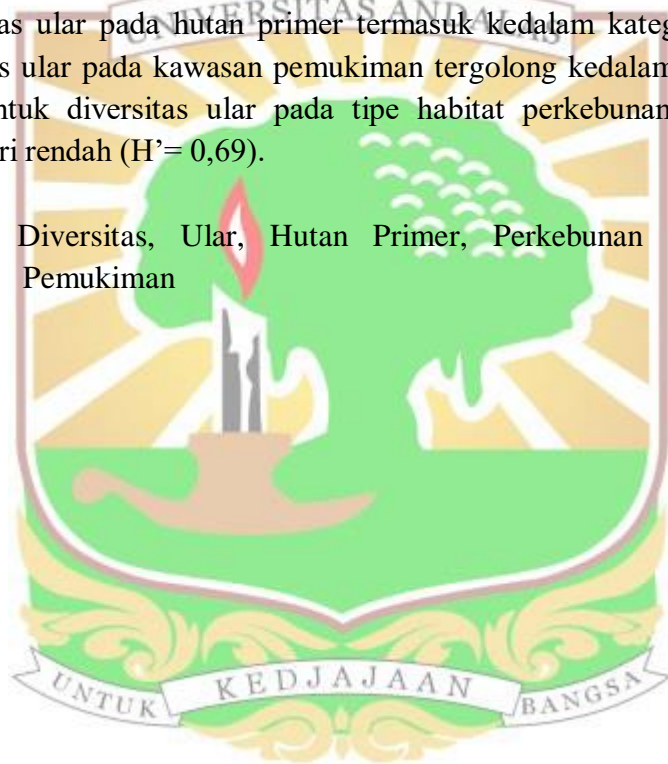 UNIVERSITAS ANDALAS
as ular pada hutan primer termasuk kedalam kateg
s ular pada kawasan pemukiman tergolong kedalam
ntuk diversitas ular pada tipe habitat perkebunan
ri rendah (H’= 0,69).
Diversitas, Ular, Hutan Primer, Perkebunan
Pemukiman
UNTUK KEDJAJAAN BANGSA